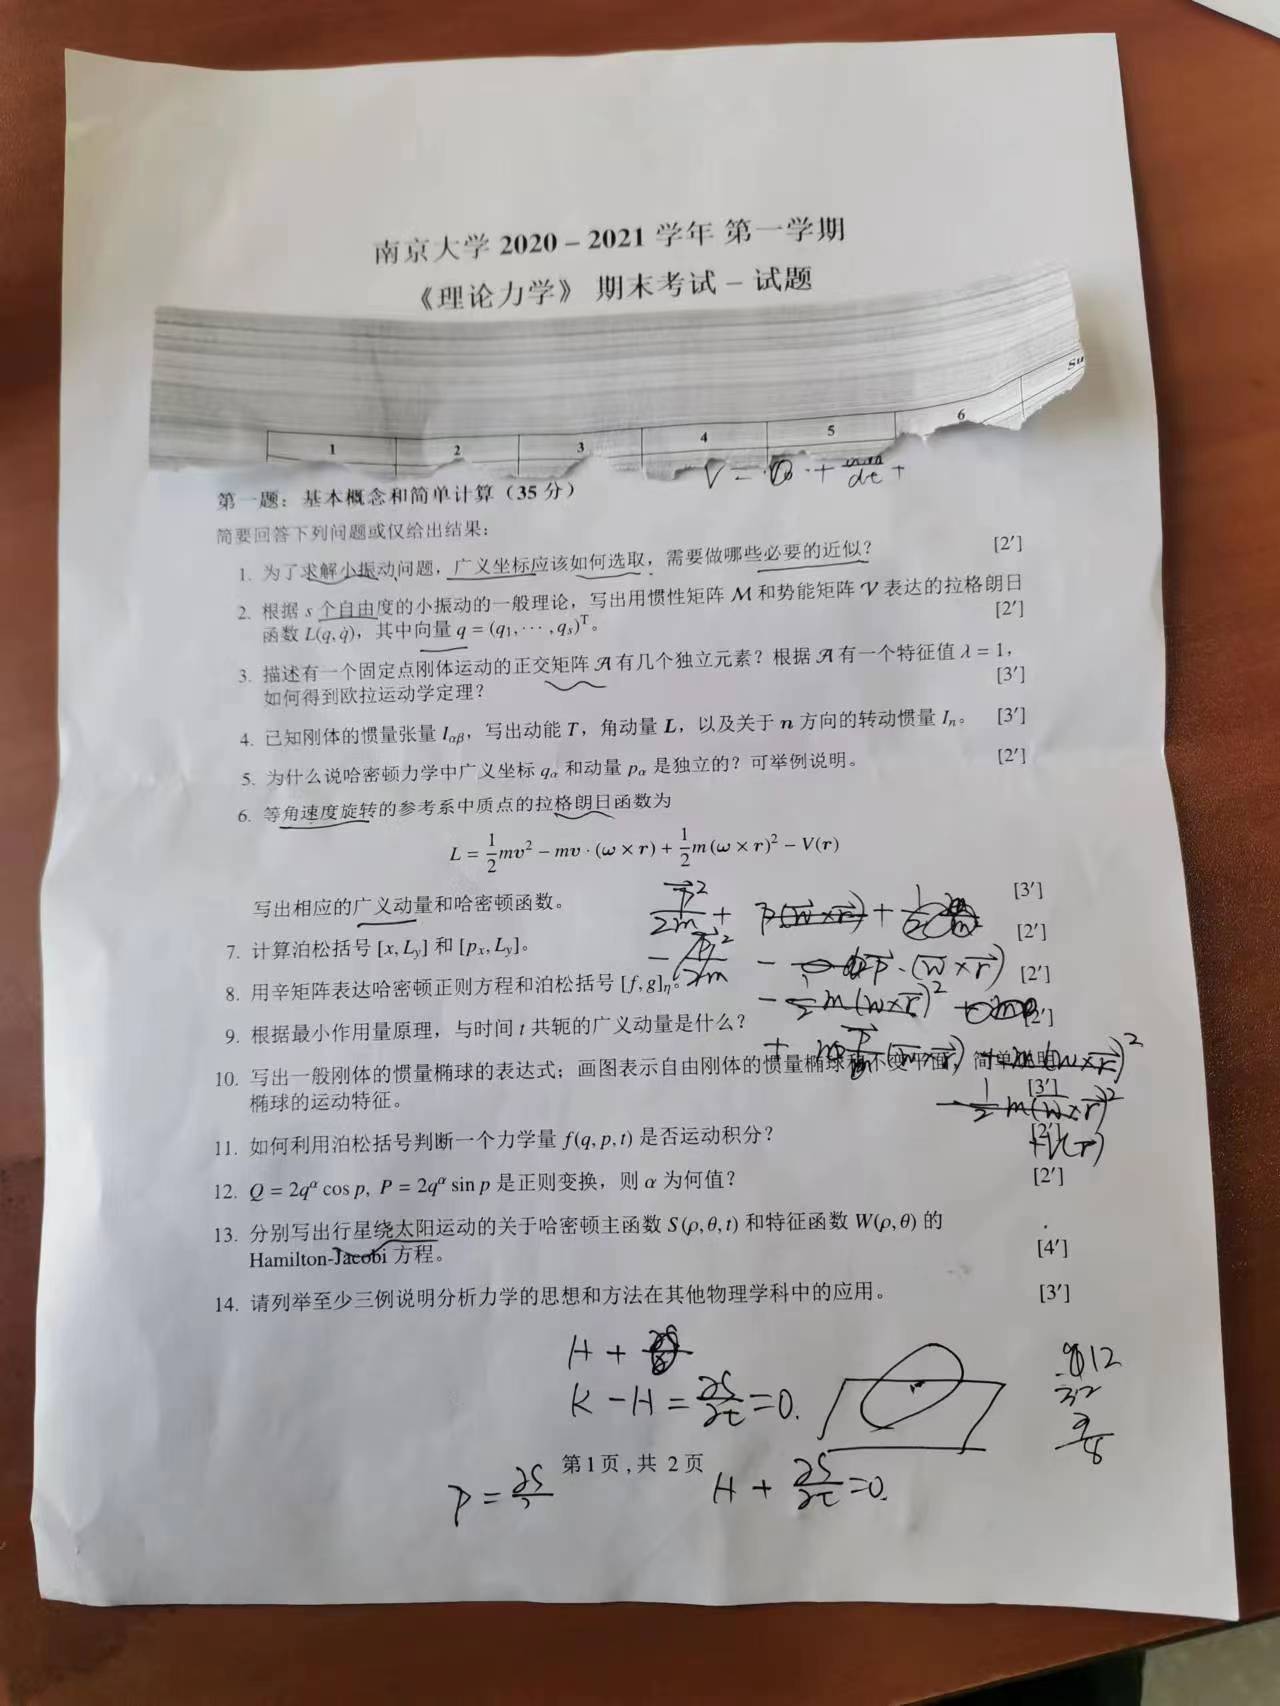 南京大学 2020 – 2021 学年 第一学期
《理论力学》 期末考试 – 试题
1 2 3 4 5 6 Su
第一题：基本概念和简单计算（35 分）
V =
简要回答下列问题或仅给出结果：
1. 为了求解小振动问题，广义坐标应该如何选取，需要做哪些必要的近似？ [2′]
2. 根据 s 个自由度的小振动的一般理论，写出用惯性矩阵 M 和势能矩阵 V 表达的拉格朗日
函数 L(q, q̇)，其中向量 q = (q₁, ⋯ , qₛ)ᵀ。 [2′]
3. 描述有一个固定点刚体运动的正交矩阵 A 有几个独立元素？根据 A 有一个特征值 λ = 1，
如何得到欧拉运动学定理？ [3′]
4. 已知刚体的惯量张量 I_{αβ}，写出动能 T，角动量 L，以及关于 n 方向的转动惯量 Iₙ。 [3′]
5. 为什么说哈密顿力学中广义坐标 q_α 和动量 p_α 是独立的？可举例说明。 [2′]
6. 等角速度旋转的参考系中质点的拉格朗日函数为
L = 1/2 mv² − mv · (ω × r) + 1/2 m (ω × r)² − V(r)
写出相应的广义动量和哈密顿函数。 [3′]
7. 计算泊松括号 [x, L_y] 和 [p_x, L_y]。 [2′]
8. 用辛矩阵表达哈密顿正则方程和泊松括号 [f, g]_η。 [2′]
9. 根据最小作用量原理，与时间 t 共轭的广义动量是什么？ [2′]
10. 写出一般刚体的惯量椭球的表达式；画图表示自由刚体的惯量椭球和不变平面，简单说明
椭球的运动特征。 [3′]
11. 如何利用泊松括号判断一个力学量 f(q, p, t) 是否运动积分？ [2′]
12. Q = 2q^α cos p, P = 2q^α sin p 是正则变换，则 α 为何值？ [2′]
13. 分别写出行星绕太阳运动的关于哈密顿主函数 S(ρ, θ, t) 和特征函数 W(ρ, θ) 的
Hamilton-Jacobi 方程。 [4′]
14. 请列举至少三例说明分析力学的思想和方法在其他物理学科中的应用。 [3′]
H +
K − H = ∂S/∂t = 0.
第 1 页 , 共 2 页
P = ∂S
H + ∂S/∂t = 0.